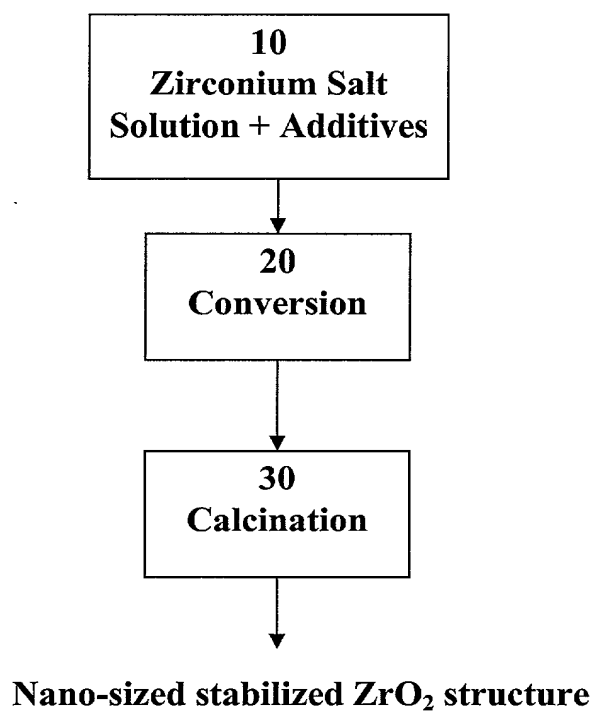 10
Zirconium Salt
Solution + Additives
20
Conversion
30
Calcination
Nano-sized stabilized ZrO₂ structure